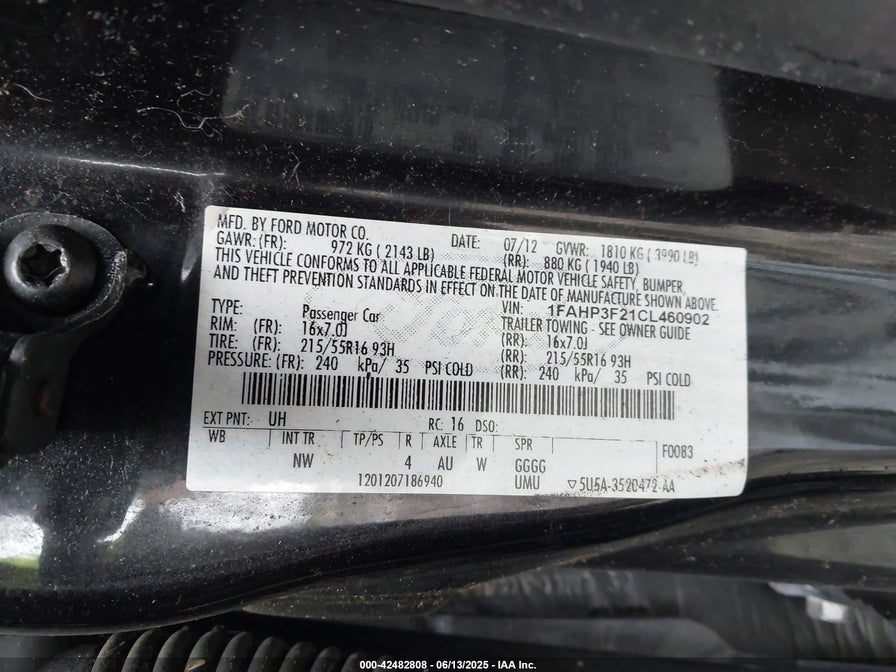 MFD. BY FORD MOTOR CO. DATE: 07/12 GVWR: 1810 KG ( 3990 LB)
GAWR: (FR): 972 KG ( 2143 LB) (RR): 880 KG ( 1940 LB)
THIS VEHICLE CONFORMS TO ALL APPLICABLE FEDERAL MOTOR VEHICLE SAFETY, BUMPER,
AND THEFT PREVENTION STANDARDS IN EFFECT ON THE DATE OF MANUFACTURE SHOWN ABOVE.
VIN: 1FAHP3F21CL460902
TYPE: Passenger Car TRAILER TOWING - SEE OWNER GUIDE
RIM: (FR): 16x7.0J (RR): 16x7.0J
TIRE: (FR): 215/55R16 93H (RR): 215/55R16 93H
PRESSURE: (FR): 240 kPa/ 35 PSI COLD (RR): 240 kPa/ 35 PSI COLD
EXT PNT: UH RC: 16 DSO:
WB INT TR TP/PS R AXLE TR SPR F0083
NW 4 AU W GGGG
1201207186940 UMU ▽5U5A-3520472-AA
000-42482808 - 06/13/2025 - IAA Inc.